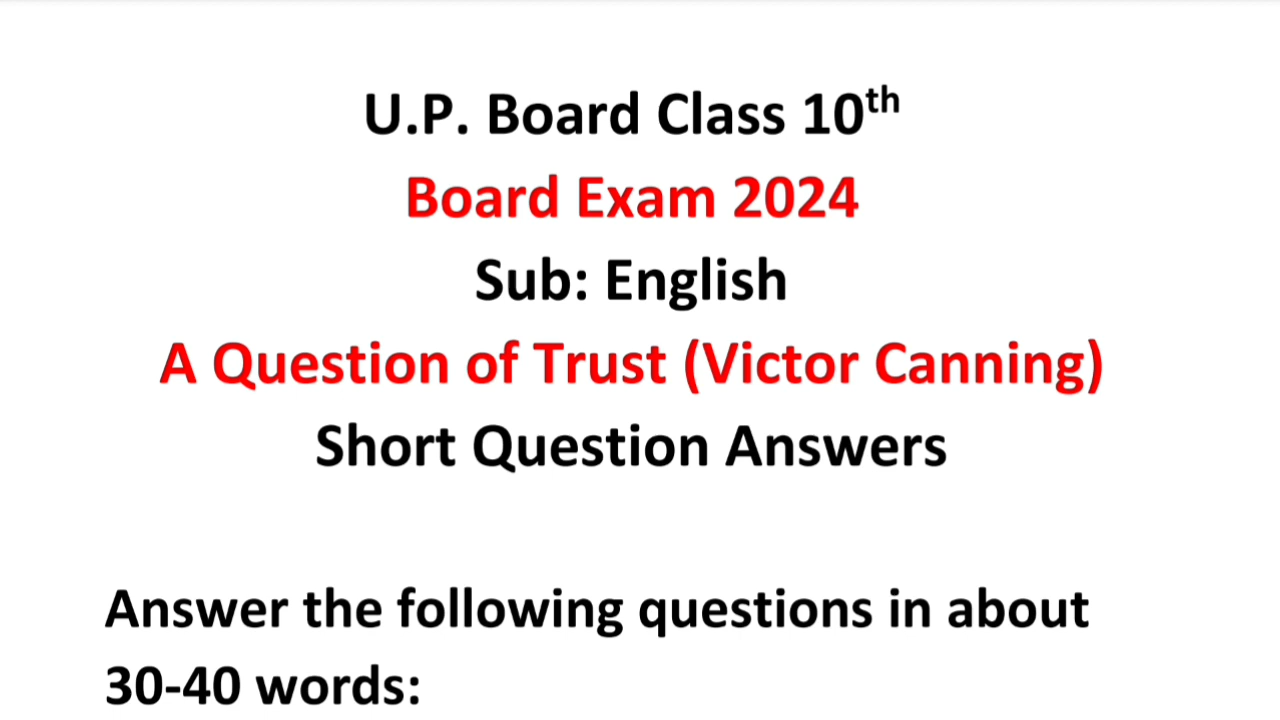 U.P. Board Class 10th
Board Exam 2024
Sub: English
A Question of Trust (Victor Canning)
Short Question Answers
Answer the following questions in about
30-40 words: